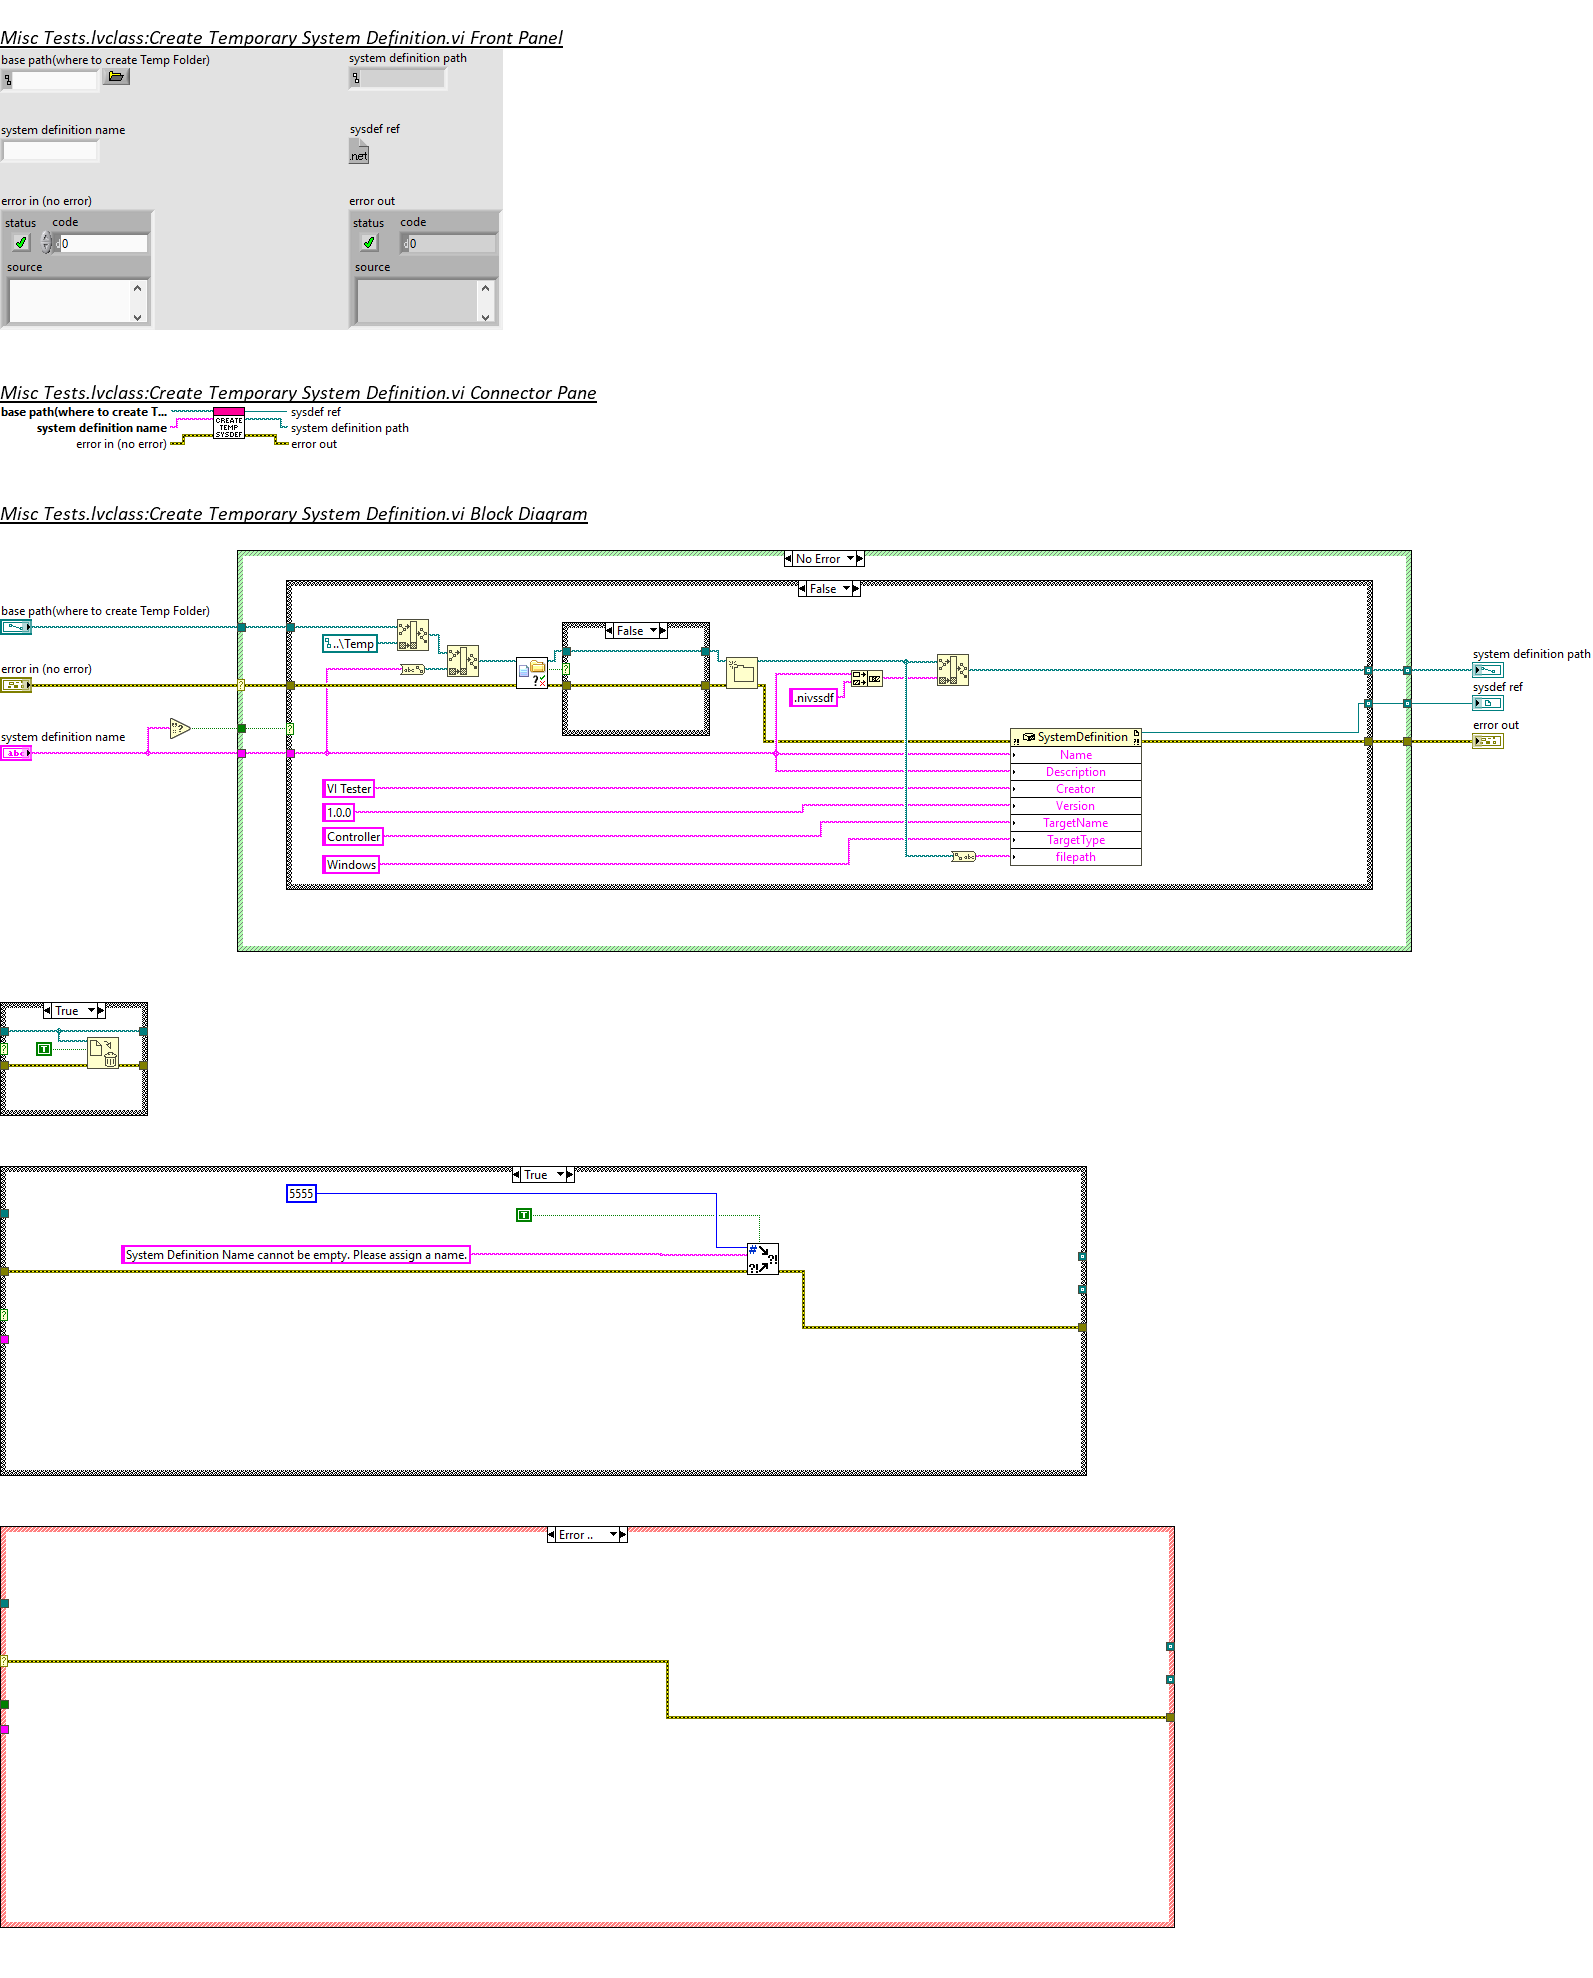 Misc Tests.lvclass:Create Temporary System Definition.vi Front Panel
base path(where to create Temp Folder)
system definition path
system definition name
sysdef ref
.net
error in (no error)
error out
status code
status code
0
0
source
source
Misc Tests.lvclass:Create Temporary System Definition.vi Connector Pane
base path(where to create T...
sysdef ref
system definition name
system definition path
error in (no error)
error out
CREATE
TEMP
SYSDEF
Misc Tests.lvclass:Create Temporary System Definition.vi Block Diagram
No Error
False
base path(where to create Temp Folder)
..\Temp
False
error in (no error)
system definition name
abc
.nivssdf
system definition path
sysdef ref
error out
SystemDefinition
Name
Description
Creator
Version
TargetName
TargetType
filepath
VI Tester
1.0.0
Controller
Windows
True
T
True
5555
T
System Definition Name cannot be empty. Please assign a name.
Error ..